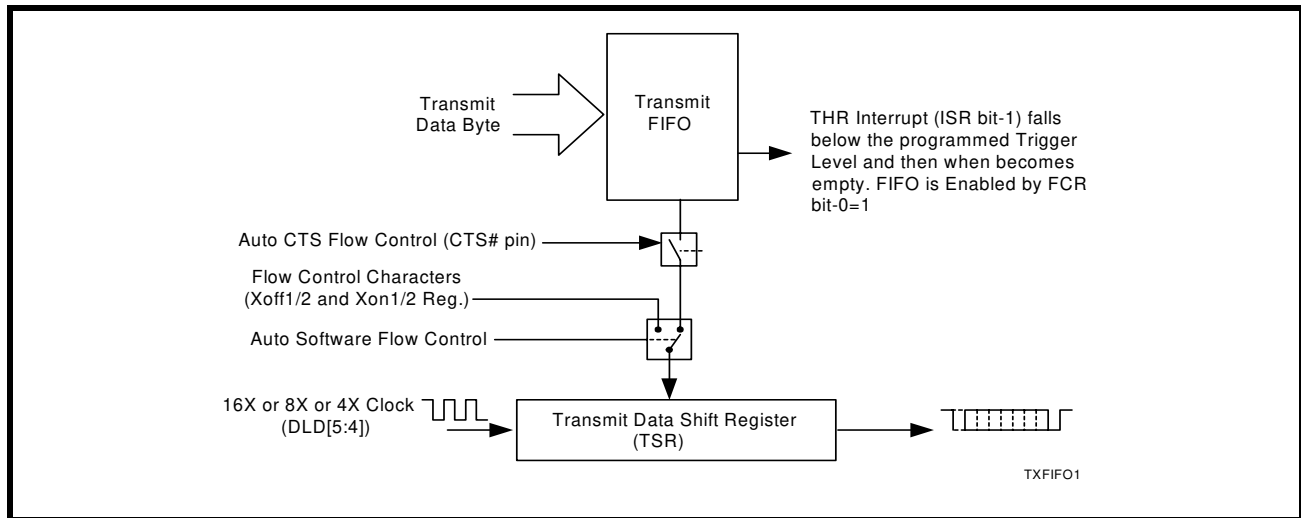 Transmit
Data Byte
Transmit
FIFO
THR Interrupt (ISR bit-1) falls
below the programmed Trigger
Level and then when becomes
empty. FIFO is Enabled by FCR
bit-0=1
Auto CTS Flow Control (CTS# pin)
Flow Control Characters
(Xoff1/2 and Xon1/2 Reg.)
Auto Software Flow Control
16X or 8X or 4X Clock
(DLD[5:4])
Transmit Data Shift Register
(TSR)
TXFIFO1